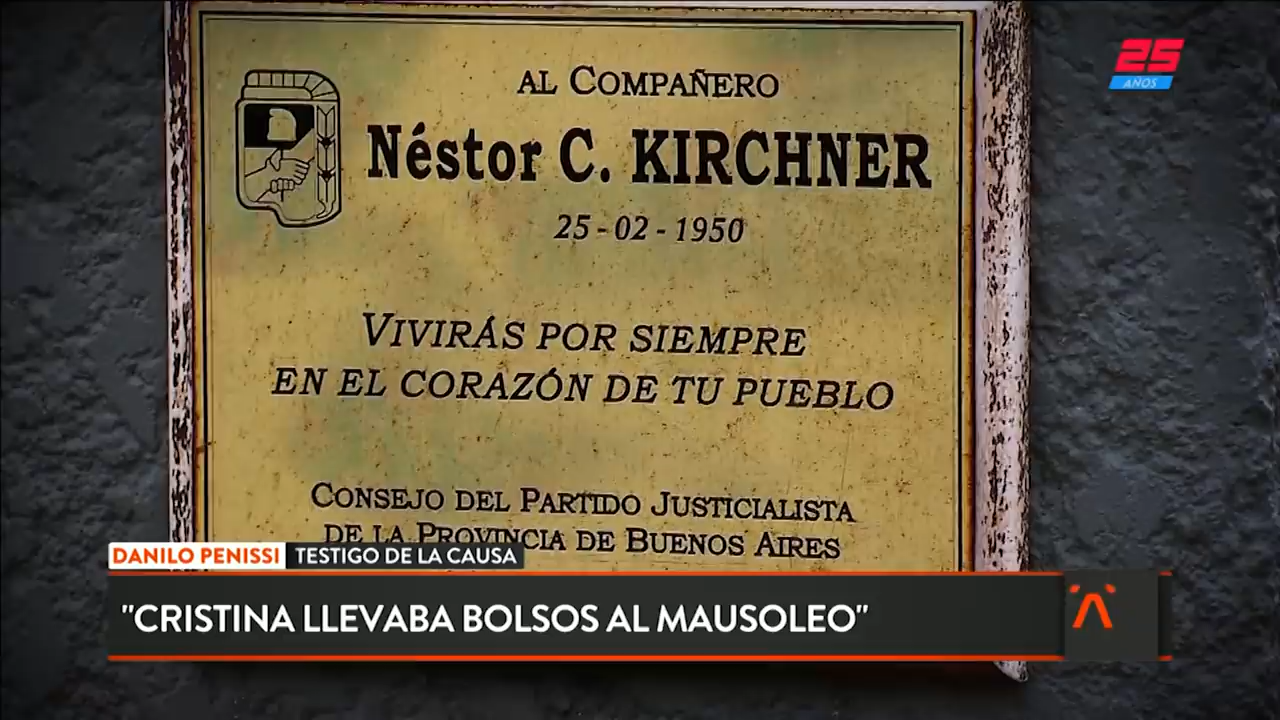 25
AÑOS
AL COMPAÑERO
Néstor C. KIRCHNER
25-02-1950
VIVIRÁS POR SIEMPRE
EN EL CORAZÓN DE TU PUEBLO
CONSEJO DEL PARTIDO JUSTICIALISTA
DE LA PROVINCIA DE BUENOS AIRES
DANILO PENISSI TESTIGO DE LA CAUSA
"CRISTINA LLEVABA BOLSOS AL MAUSOLEO"